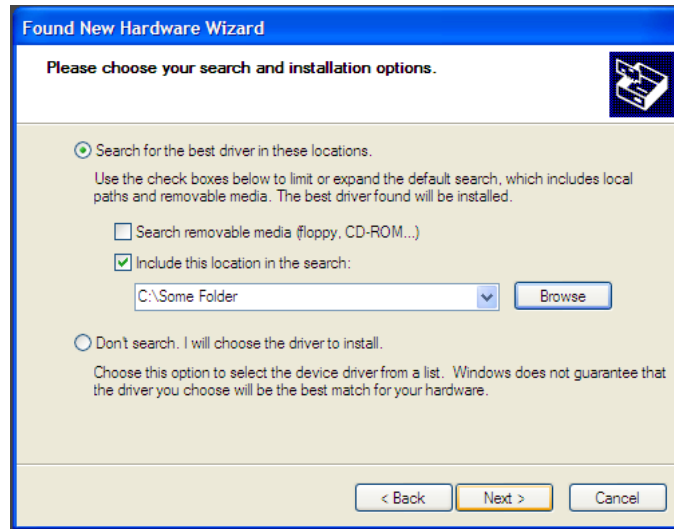 Found New Hardware Wizard
Please choose your search and installation options.
Search for the best driver in these locations.
Use the check boxes below to limit or expand the default search, which includes local
paths and removable media. The best driver found will be installed.
Search removable media (floppy, CD-ROM...)
Include this location in the search:
C:\Some Folder
Browse
Don't search. I will choose the driver to install.
Choose this option to select the device driver from a list. Windows does not guarantee that
the driver you choose will be the best match for your hardware.
< Back
Next >
Cancel